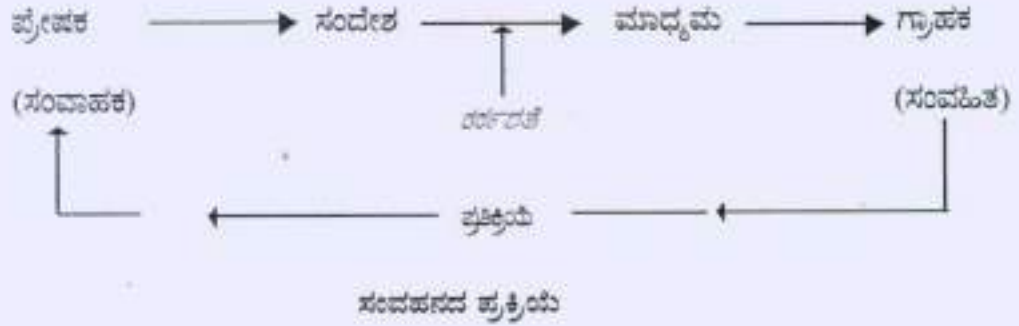 ಪ್ರೇಷಕ ಸಂದೇಶ ಮಾಧ್ಯಮ ಗ್ರಾಹಕ
(ಸಂವಾಹಕ) (ಸಂವಹಿತ)
ಪ್ರತಿಕ್ರಿಯೆ
ಸಂವಹನದ ಪ್ರಕ್ರಿಯೆ